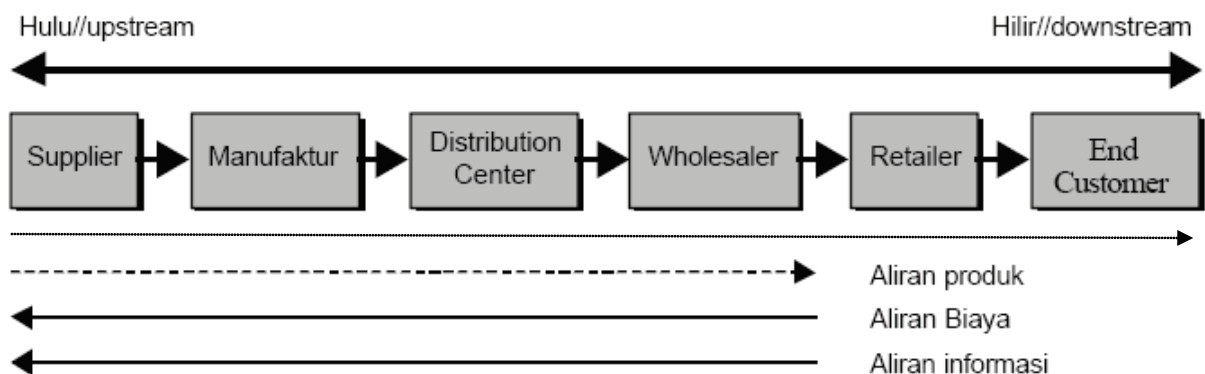 Hulu//upstream
Hilir//downstream
Supplier
Manufaktur
Distribution
Center
Wholesaler
Retailer
End
Customer
Aliran produk
Aliran Biaya
Aliran informasi